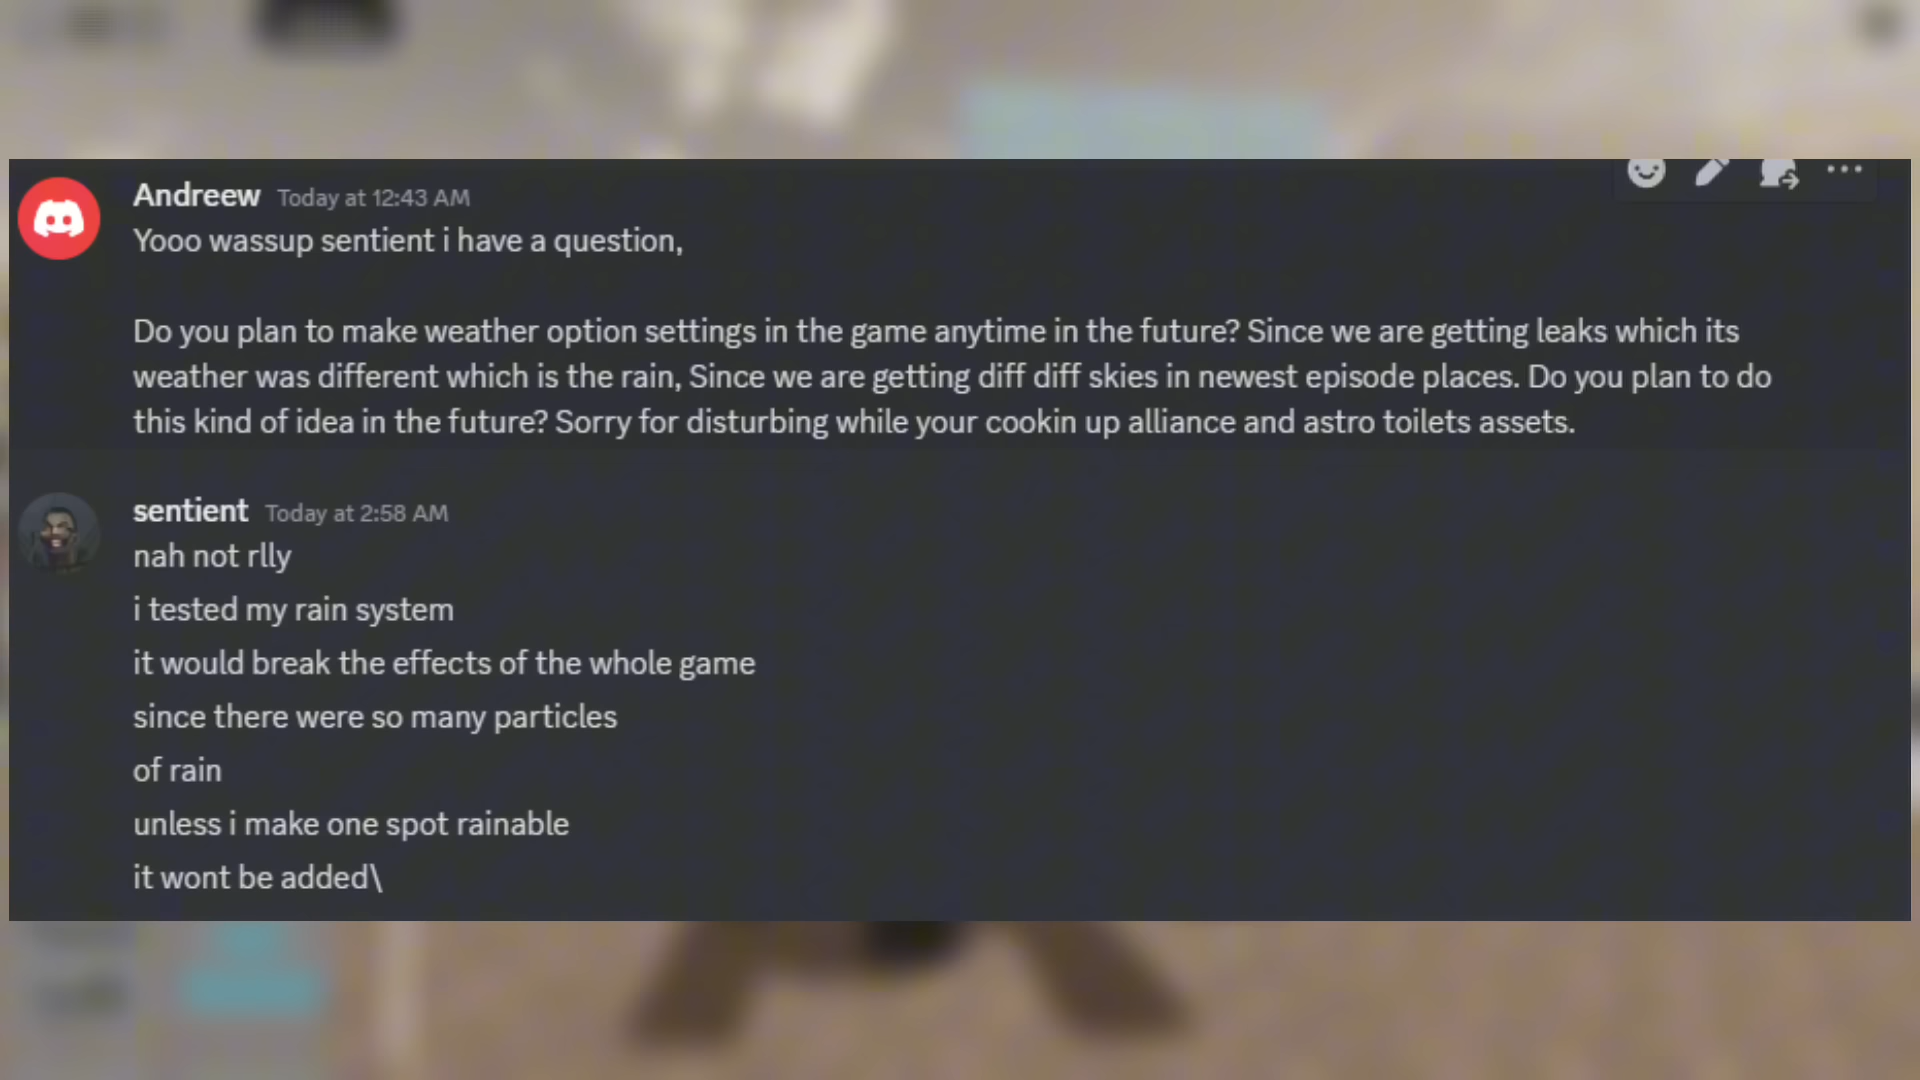 Andreew Today at 12:43 AM
Yooo wassup sentient i have a question,
Do you plan to make weather option settings in the game anytime in the future? Since we are getting leaks which its
weather was different which is the rain, Since we are getting diff diff skies in newest episode places. Do you plan to do
this kind of idea in the future? Sorry for disturbing while your cookin up alliance and astro toilets assets.
sentient Today at 2:58 AM
nah not rlly
i tested my rain system
it would break the effects of the whole game
since there were so many particles
of rain
unless i make one spot rainable
it wont be added\